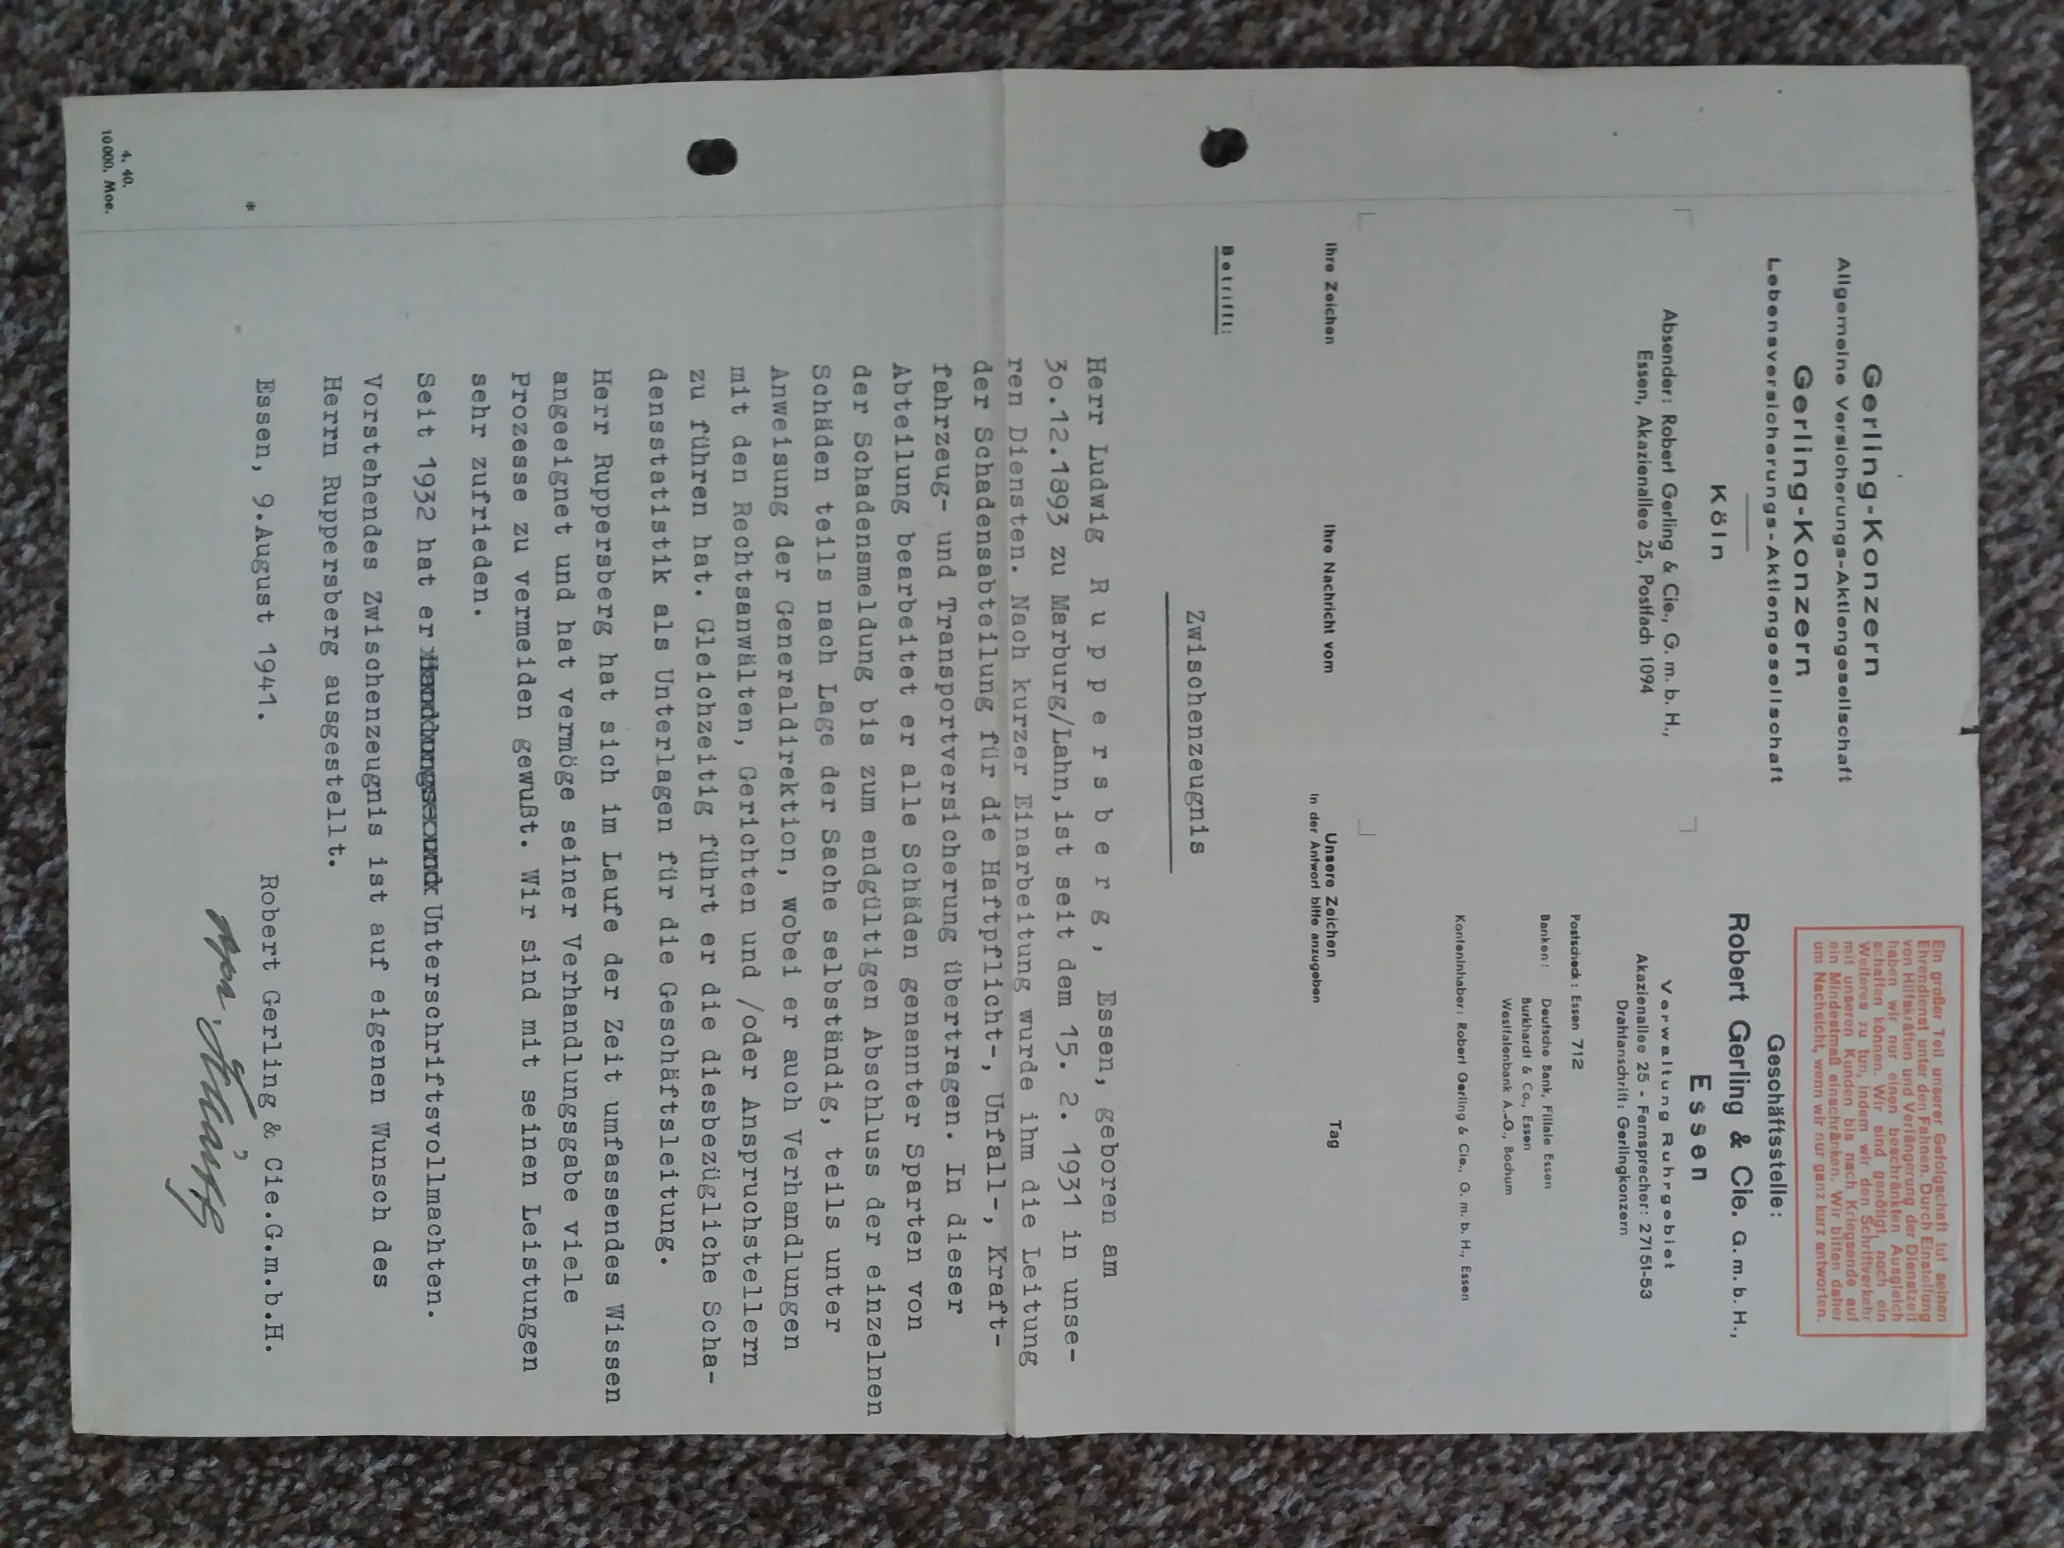 Gerling-Konzern
Allgemeine Versicherungs-Aktiengesellschaft
Gerling-Konzern
Lebensversicherungs-Aktiengesellschaft
Köln
Absender: Robert Gerling & Cie., G. m. b. H.,
Essen, Akazienallee 25, Postfach 1094
Ein großer Teil unserer Gefolgschaft tut seinen
Ehrendienst unter den Fahnen. Durch Einstellung
von Hilfskräften und Verlängerung der Dienstzeit
haben wir nur einen beschränkten Ausgleich
schaffen können. Wir sind genötigt, noch ein
Weiteres zu tun, indem wir den Schriftverkehr
mit unseren Kunden bis nach Kriegsende auf
ein Mindestmaß einschränken. Wir bitten daher
um Nachsicht, wenn wir nur ganz kurz antworten.
Geschäftsstelle:
Robert Gerling & Cie. G. m. b. H.,
Essen
Verwaltung Ruhrgebiet
Akazienallee 25 - Fernsprecher: 27151-53
Drahtanschrift: Gerlingkonzern
Postscheck: Essen 712
Banken: Deutsche Bank, Filiale Essen
Burkhardt & Co., Essen
Westfalenbank A.-G., Bochum
Konteninhaber: Robert Gerling & Cie., G. m. b. H., Essen
Ihre Zeichen Ihre Nachricht vom Unsere Zeichen Tag
In der Antwort bitte anzugeben
Betrifft:
Zwischenzeugnis
Herr Ludwig R u p p e r s b e r g , Essen, geboren am
3o.12.1893 zu Marburg/Lahn,ist seit dem 15. 2. 1931 in unse-
ren Diensten. Nach kurzer Einarbeitung wurde ihm die Leitung
der Schadensabteilung für die Haftpflicht-, Unfall-, Kraft-
fahrzeug- und Transportversicherung übertragen. In dieser
Abteilung bearbeitet er alle Schäden genannter Sparten von
der Schadensmeldung bis zum endgültigen Abschluss der einzelnen
Schäden teils nach Lage der Sache selbständig, teils unter
Anweisung der Generaldirektion, wobei er auch Verhandlungen
mit den Rechtsanwälten, Gerichten und /oder Anspruchstellern
zu führen hat. Gleichzeitig führt er die diesbezügliche Scha-
densstatistik als Unterlagen für die Geschäftsleitung.
Herr Ruppersberg hat sich im Laufe der Zeit umfassendes Wissen
angeeignet und hat vermöge seiner Verhandlungsgabe viele
Prozesse zu vermeiden gewußt. Wir sind mit seinen Leistungen
sehr zufrieden.
Seit 1932 hat er Unterschriftsvollmachten.
Vorstehendes Zwischenzeugnis ist auf eigenen Wunsch des
Herrn Ruppersberg ausgestellt.
Essen, 9.August 1941.
Robert Gerling & Cie.G.m.b.H.
*
4. 40.
10000. Moe.